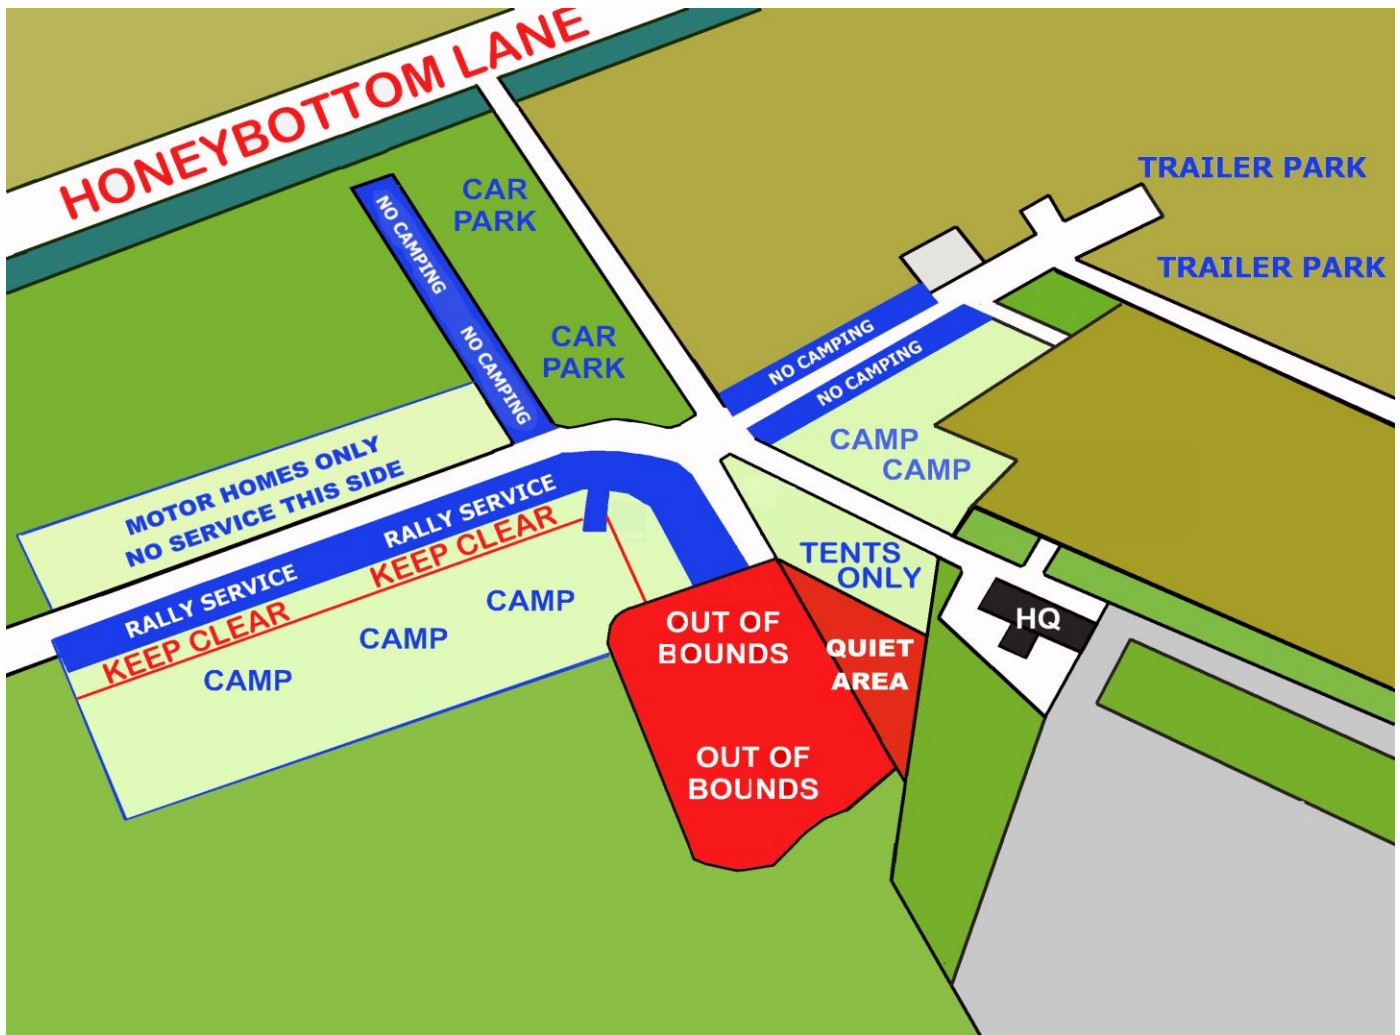 HONEYBOTTOM LANE
TRAILER PARK
TRAILER PARK
CAR
PARK
CAR
PARK
NO CAMPING
NO CAMPING
NO CAMPING
NO CAMPING
MOTOR HOMES ONLY
NO SERVICE THIS SIDE
RALLY SERVICE
RALLY SERVICE
KEEP CLEAR
KEEP CLEAR
CAMP
CAMP
CAMP
CAMP
CAMP
TENTS
ONLY
HQ
OUT OF
BOUNDS
QUIET
AREA
OUT OF
BOUNDS